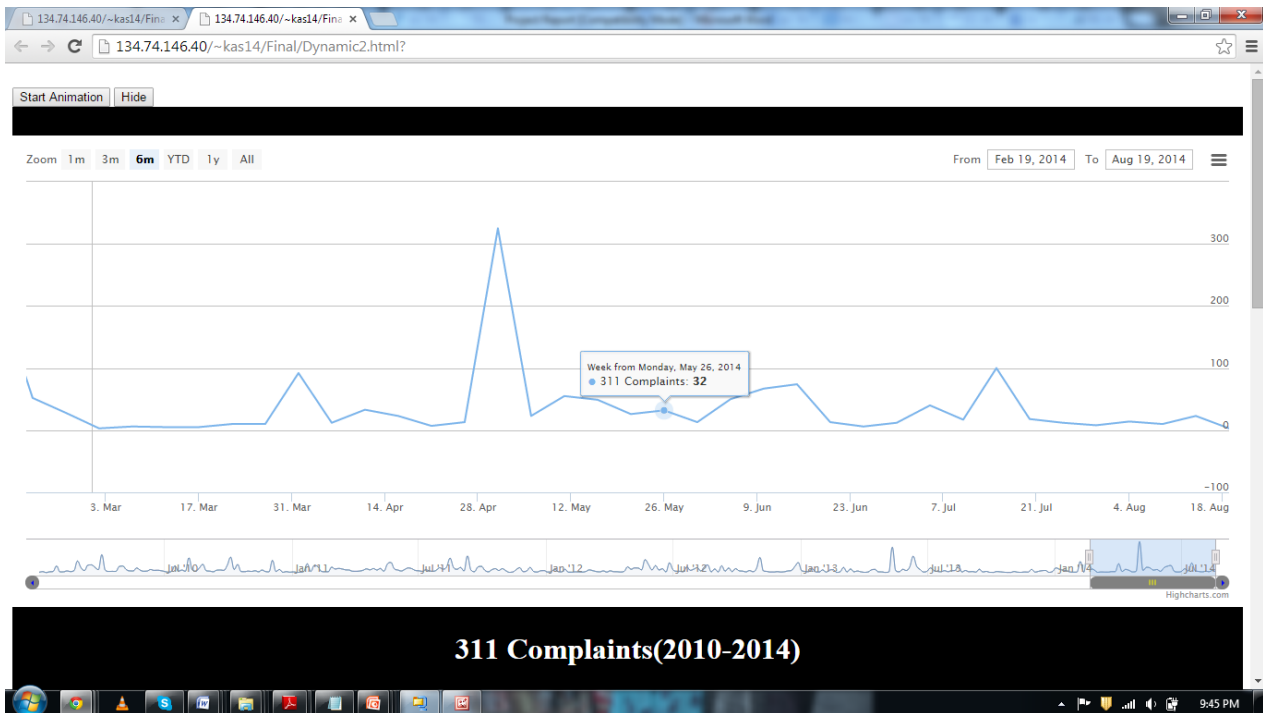 134.74.146.40/~kas14/Fina × 134.74.146.40/~kas14/Fina ×
134.74.146.40/~kas14/Final/Dynamic2.html?
Start Animation Hide
Zoom 1m 3m 6m YTD 1y All From Feb 19, 2014 To Aug 19, 2014
300
200
100
Week from Monday, May 26, 2014
311 Complaints: 32
0
-100
3. Mar 17. Mar 31. Mar 14. Apr 28. Apr 12. May 26. May 9. Jun 23. Jun 7. Jul 21. Jul 4. Aug 18. Aug
Jul '10 Jan '11 Jul '11 Jan '12 Jul '12 Jan '13 Jul '13 Jan '14 Jul '14
Highcharts.com
311 Complaints(2010-2014)
9:45 PM